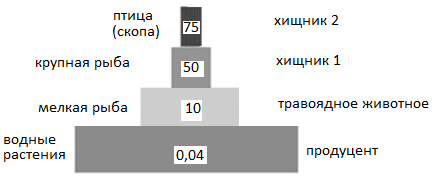 птица
(скопа)
75
хищник 2
крупная рыба
50
хищник 1
мелкая рыба
10
травоядное животное
водные
растения
0,04
продуцент